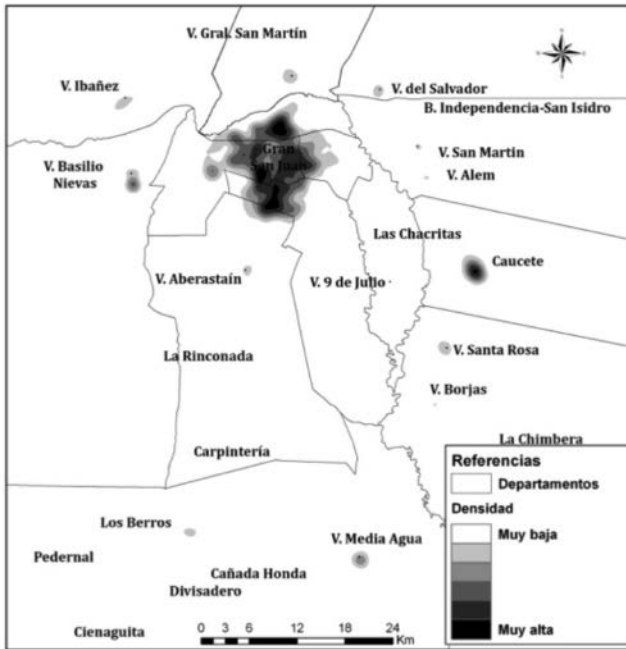 V. Gral. San Martín
V. Ibañez
V. del Salvador
B. Independencia-San Isidro
Gran
San Juan
V. San Martin
V. Basilio
Nievas
V. Alem
Las Chacritas
Caucete
V. Aberastaín
V. 9 de Julio
La Rinconada
V. Santa Rosa
V. Borjas
Carpintería
La Chimbera
Referencias
Departamentos
Densidad
Muy baja
Muy alta
Los Berros
V. Media Agua
Pedernal
Cañada Honda
Divisadero
Cienaguita
0 3 6 12 18 24
Km